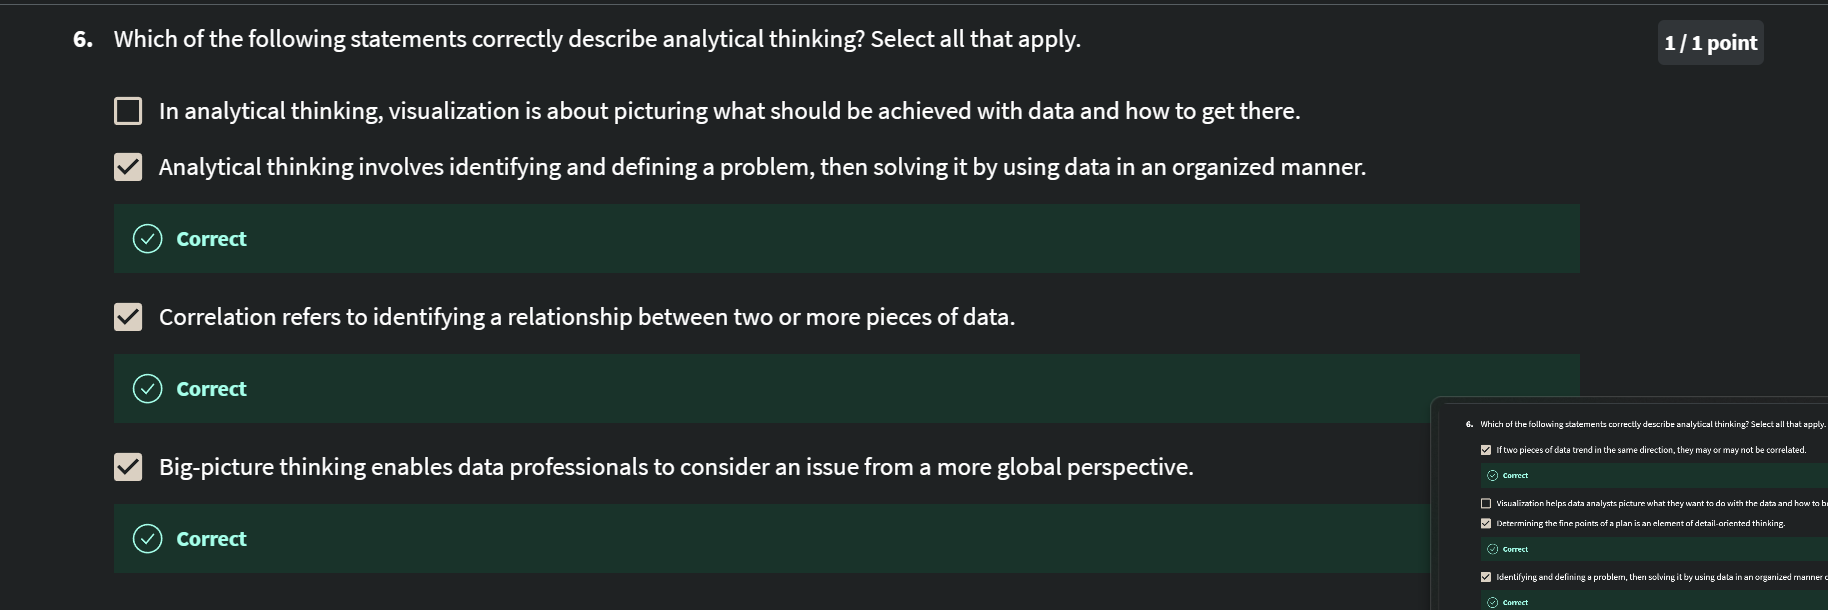 6. Which of the following statements correctly describe analytical thinking? Select all that apply.
1 / 1 point
In analytical thinking, visualization is about picturing what should be achieved with data and how to get there.
Analytical thinking involves identifying and defining a problem, then solving it by using data in an organized manner.
Correct
Correlation refers to identifying a relationship between two or more pieces of data.
Correct
Big-picture thinking enables data professionals to consider an issue from a more global perspective.
Correct
6. Which of the following statements correctly describe analytical thinking? Select all that apply.
If two pieces of data trend in the same direction, they may or may not be correlated.
Correct
Visualization helps data analysts picture what they want to do with the data and how to
Determining the fine points of a plan is an element of detail-oriented thinking.
Correct
Identifying and defining a problem, then solving it by using data in an organized manner
Correct